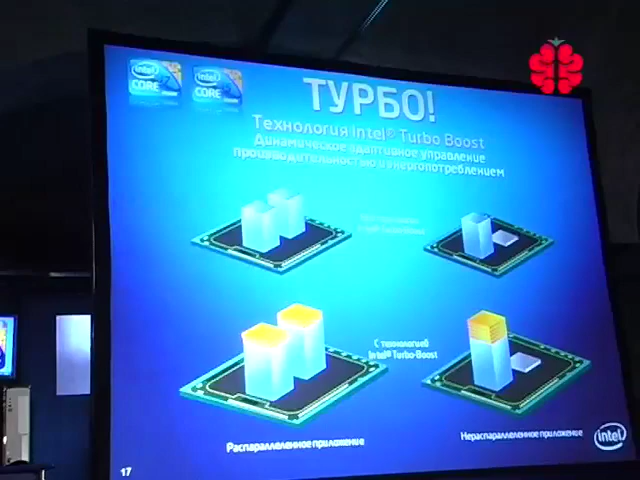 intel
CORE
intel
CORE
ТУРБО!
Технология Intel® Turbo Boost
Динамическое адаптивное управление
производительностью и энергопотреблением
С технологией
Intel® Turbo Boost
Распараллеленное приложение
Нераспараллеленное приложение
intel
17